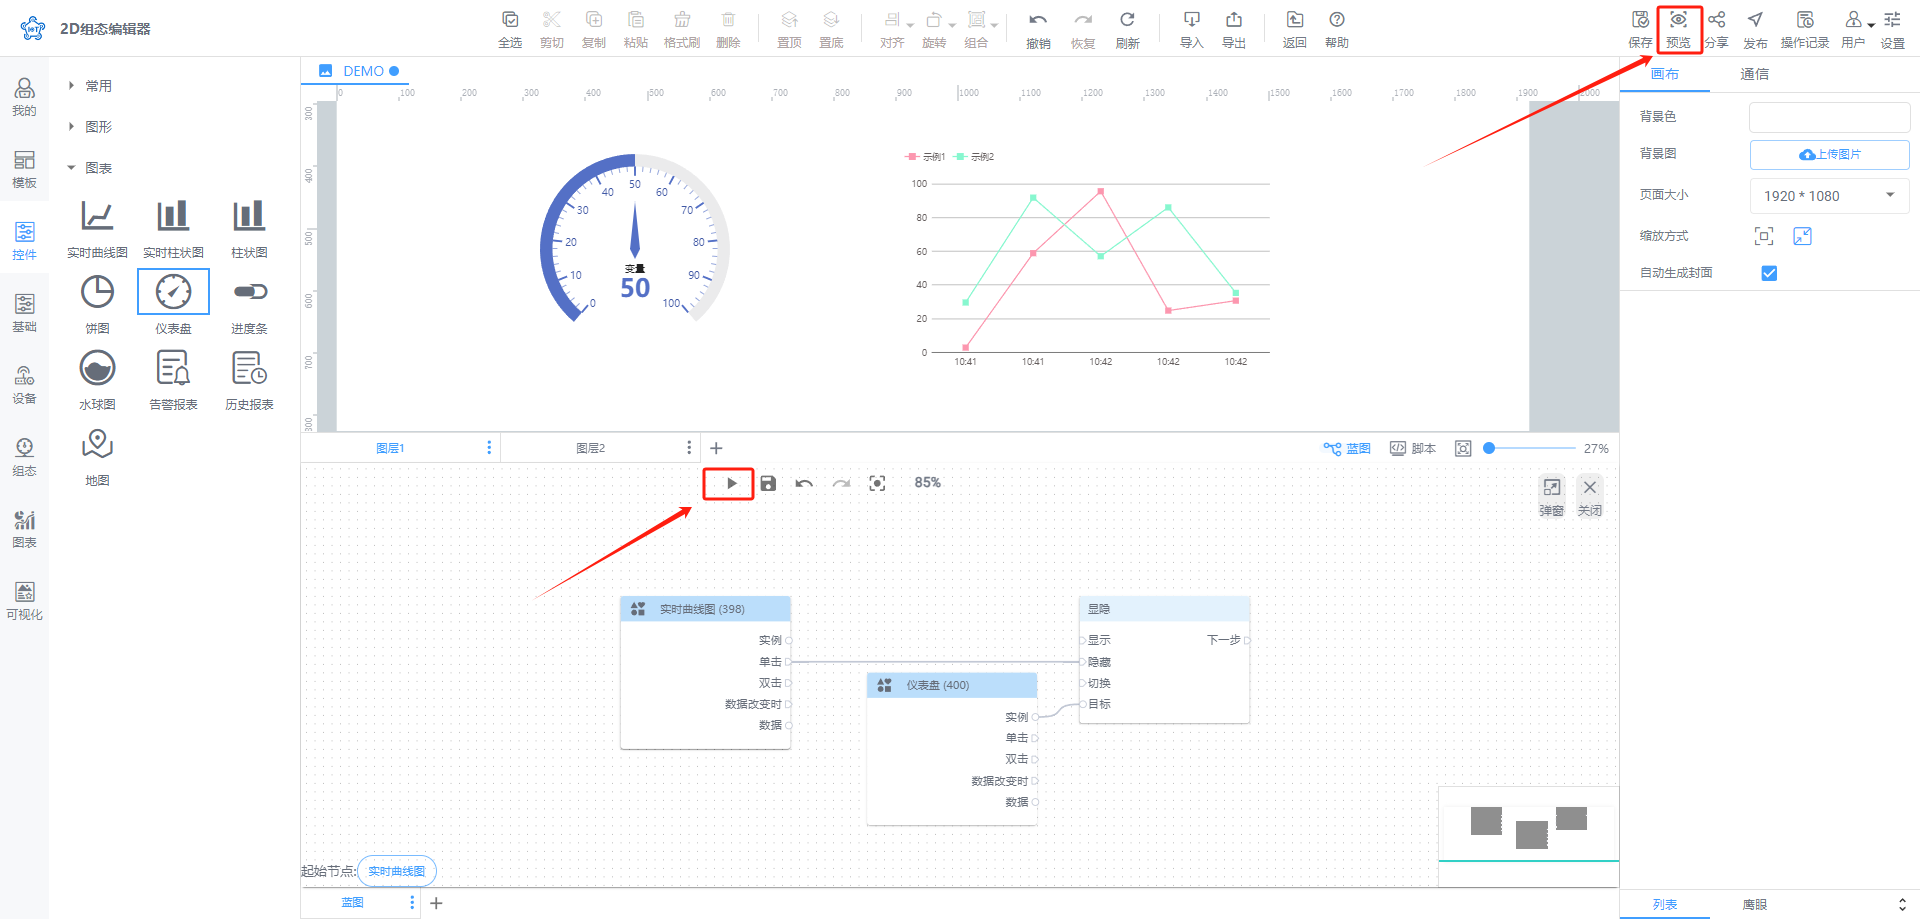 2D组态编辑器
全选 剪切 复制 粘贴 格式刷 删除 置顶 置底 对齐 旋转 组合 撤销 恢复 刷新 导入 导出 返回 帮助 保存 预览 分享 发布 操作记录 用户 设置
我的
模板
控件
基础
设备
组态
图表
可视化
常用
图形
图表
实时曲线图 实时柱状图 柱状图
饼图 仪表盘 进度条
水球图 告警报表 历史报表
地图
DEMO
0 100 200 300 400 500 600 700 800 900 1000 1100 1200 1300 1400 1500 1600 1700 1800 1900 2000
300
400
500
600
700
800
0 10 20 30 40 50 60 70 80 90 100
变量
50
示例1 示例2
100
80
60
40
20
0
10:41 10:41 10:42 10:42 10:42
图层1 图层2
蓝图 脚本 27%
85%
弹窗 关闭
实时曲线图 (398)
实例
单击
双击
数据改变时
数据
仪表盘 (400)
实例
单击
双击
数据改变时
数据
显隐
显示 下一步
隐藏
切换
目标
起始节点: 实时曲线图
蓝图
画布 通信
背景色
背景图 上传图片
页面大小 1920 * 1080
缩放方式
自动生成封面
列表 鹰眼